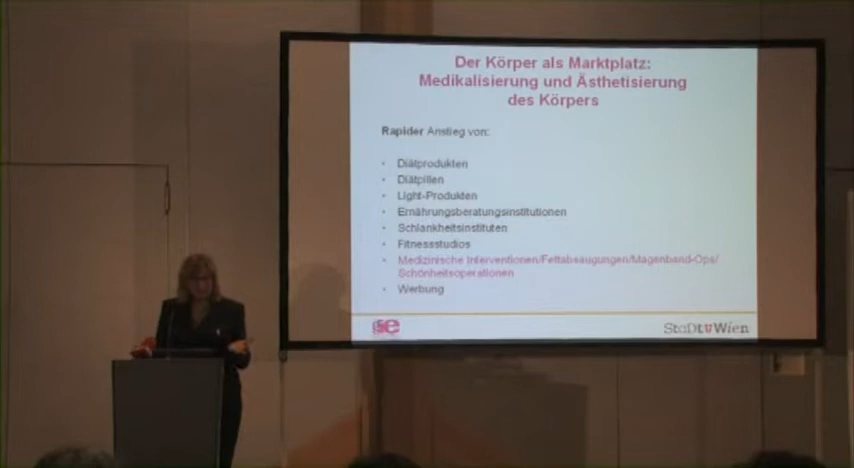 Der Körper als Marktplatz:
Medikalisierung und Ästhetisierung
des Körpers
Rapider Anstieg von:
• Diätprodukten
• Diätpillen
• Light-Produkten
• Ernährungsberatungsinstitutionen
• Schlankheitsinstituten
• Fitnessstudios
• Medizinische Interventionen/Fettabsaugungen/Magenband-Ops/
Schönheitsoperationen
• Werbung
StaDt Wien